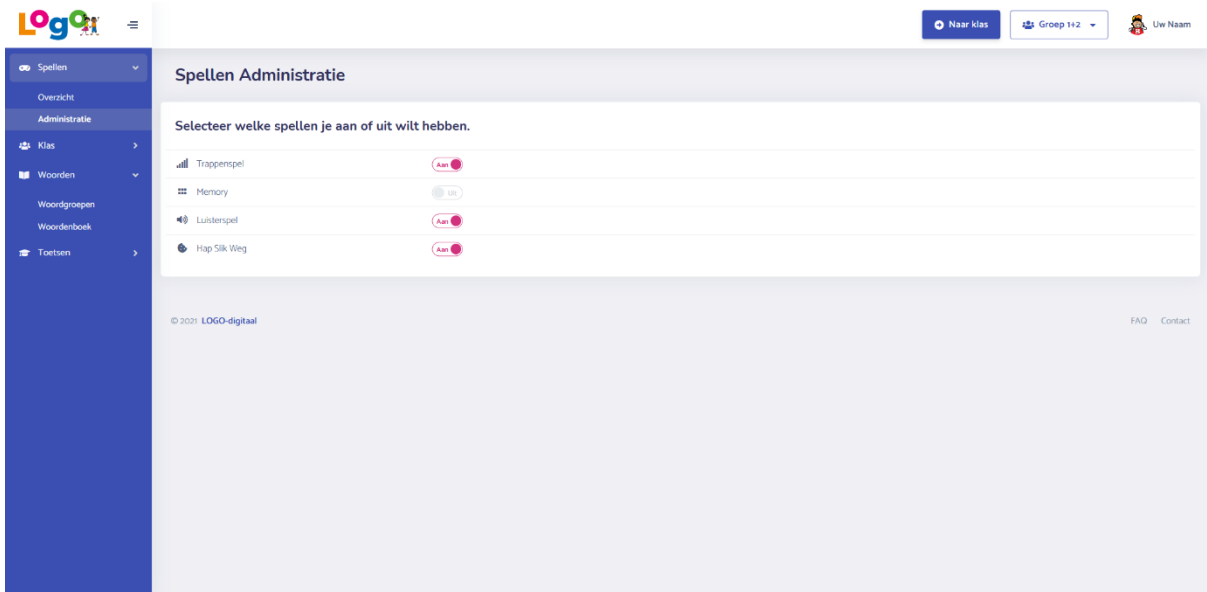 Logo
Naar klas
Groep 1+2
Uw Naam
Spellen
Overzicht
Administratie
Klas
Woorden
Woordgroepen
Woordenboek
Toetsen
Spellen Administratie
Selecteer welke spellen je aan of uit wilt hebben.
Trappenspel Aan
Memory Uit
Luisterspel Aan
Hap Slik Weg Aan
© 2021 LOGO-digitaal
FAQ Contact